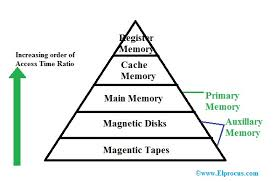 Register
Memory
Increasing order of
Access Time Ratio
Cache
Memory
Main Memory
Primary
Memory
Magnetic Disks
Auxillary
Memory
Magentic Tapes
©www.Elprocus.com